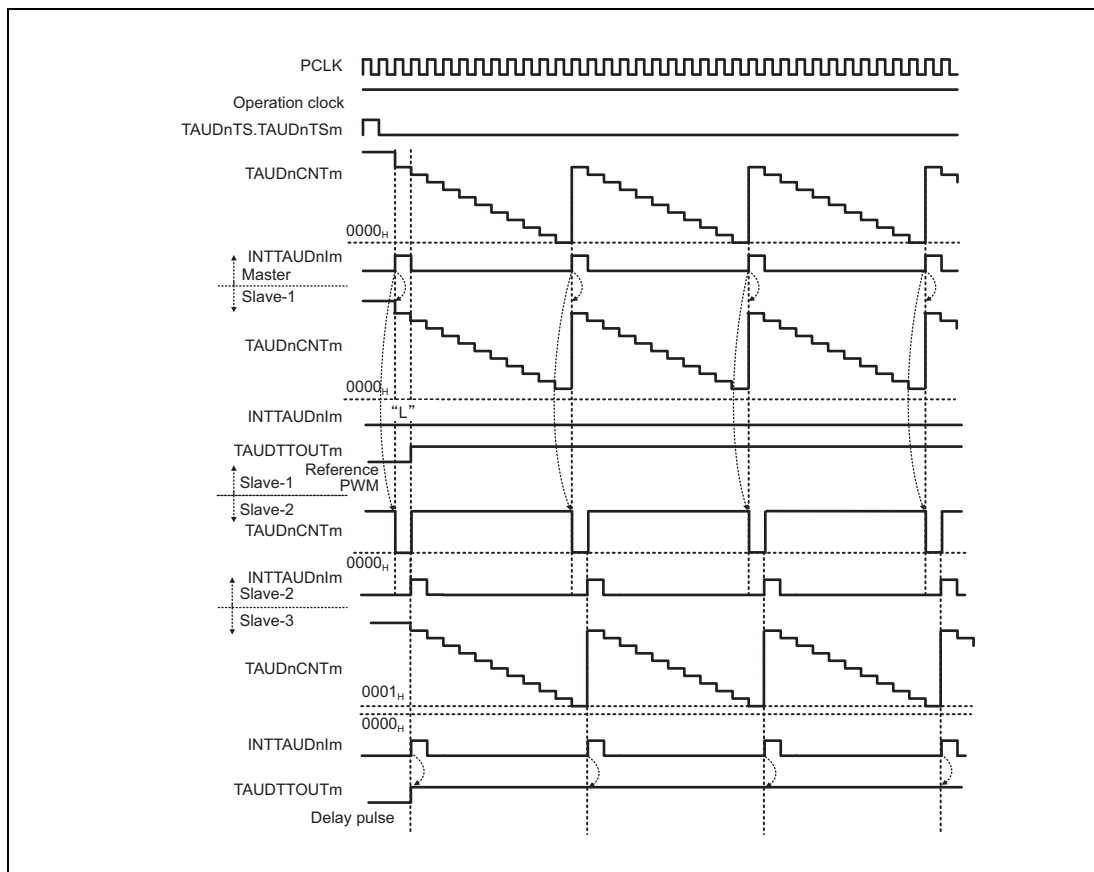 PCLK
Operation clock
TAUDnTS.TAUDnTSm
TAUDnCNTm
0000H
INTTAUDnIm
Master
Slave-1
TAUDnCNTm
0000H
"L"
INTTAUDnIm
TAUDTTOUTm
Reference
PWM
Slave-1
Slave-2
TAUDnCNTm
0000H
INTTAUDnIm
Slave-2
Slave-3
TAUDnCNTm
0001H
0000H
INTTAUDnIm
TAUDTTOUTm
Delay pulse